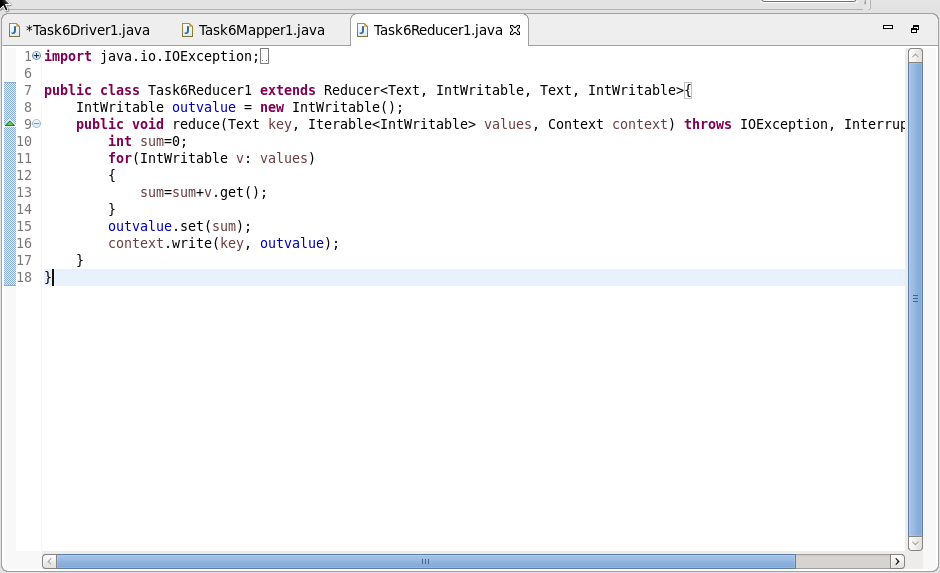 *Task6Driver1.java Task6Mapper1.java Task6Reducer1.java
1 import java.io.IOException;
6
7 public class Task6Reducer1 extends Reducer<Text, IntWritable, Text, IntWritable>{
8     IntWritable outvalue = new IntWritable();
9     public void reduce(Text key, Iterable<IntWritable> values, Context context) throws IOException, Interrup
10         int sum=0;
11         for(IntWritable v: values)
12         {
13             sum=sum+v.get();
14         }
15         outvalue.set(sum);
16         context.write(key, outvalue);
17     }
18 }